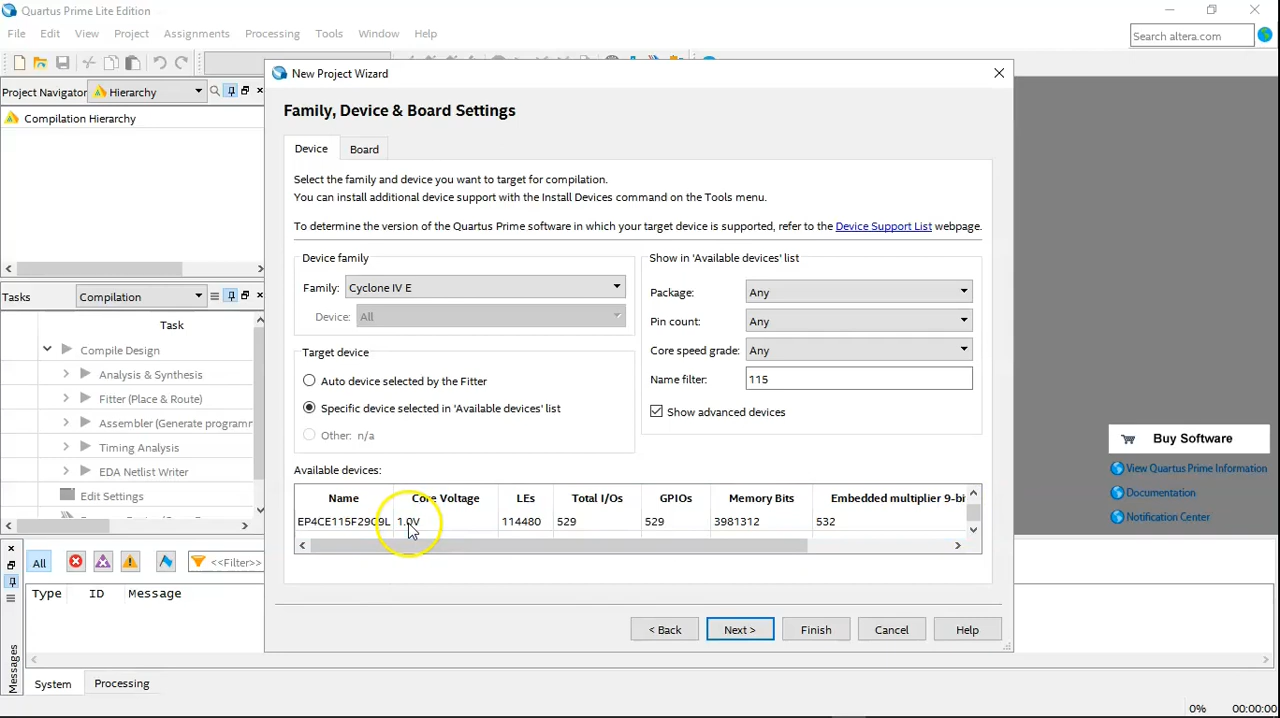 Quartus Prime Lite Edition
File Edit View Project Assignments Processing Tools Window Help
Search altera.com
Project Navigator Hierarchy
Compilation Hierarchy
Tasks Compilation
Task
Compile Design
Analysis & Synthesis
Fitter (Place & Route)
Assembler (Generate programm
Timing Analysis
EDA Netlist Writer
Edit Settings
New Project Wizard
Family, Device & Board Settings
Device Board
Select the family and device you want to target for compilation.
You can install additional device support with the Install Devices command on the Tools menu.
To determine the version of the Quartus Prime software in which your target device is supported, refer to the Device Support List webpage.
Device family
Family: Cyclone IV E
Device: All
Target device
Auto device selected by the Fitter
Specific device selected in 'Available devices' list
Other: n/a
Show in 'Available devices' list
Package: Any
Pin count: Any
Core speed grade: Any
Name filter: 115
Show advanced devices
Available devices:
Name Core Voltage LEs Total I/Os GPIOs Memory Bits Embedded multiplier 9-bit
EP4CE115F29C9L 1.0V 114480 529 529 3981312 532
< Back Next > Finish Cancel Help
Buy Software
View Quartus Prime Information
Documentation
Notification Center
All <<Filter>>
Type ID Message
Messages
System Processing
0% 00:00:00